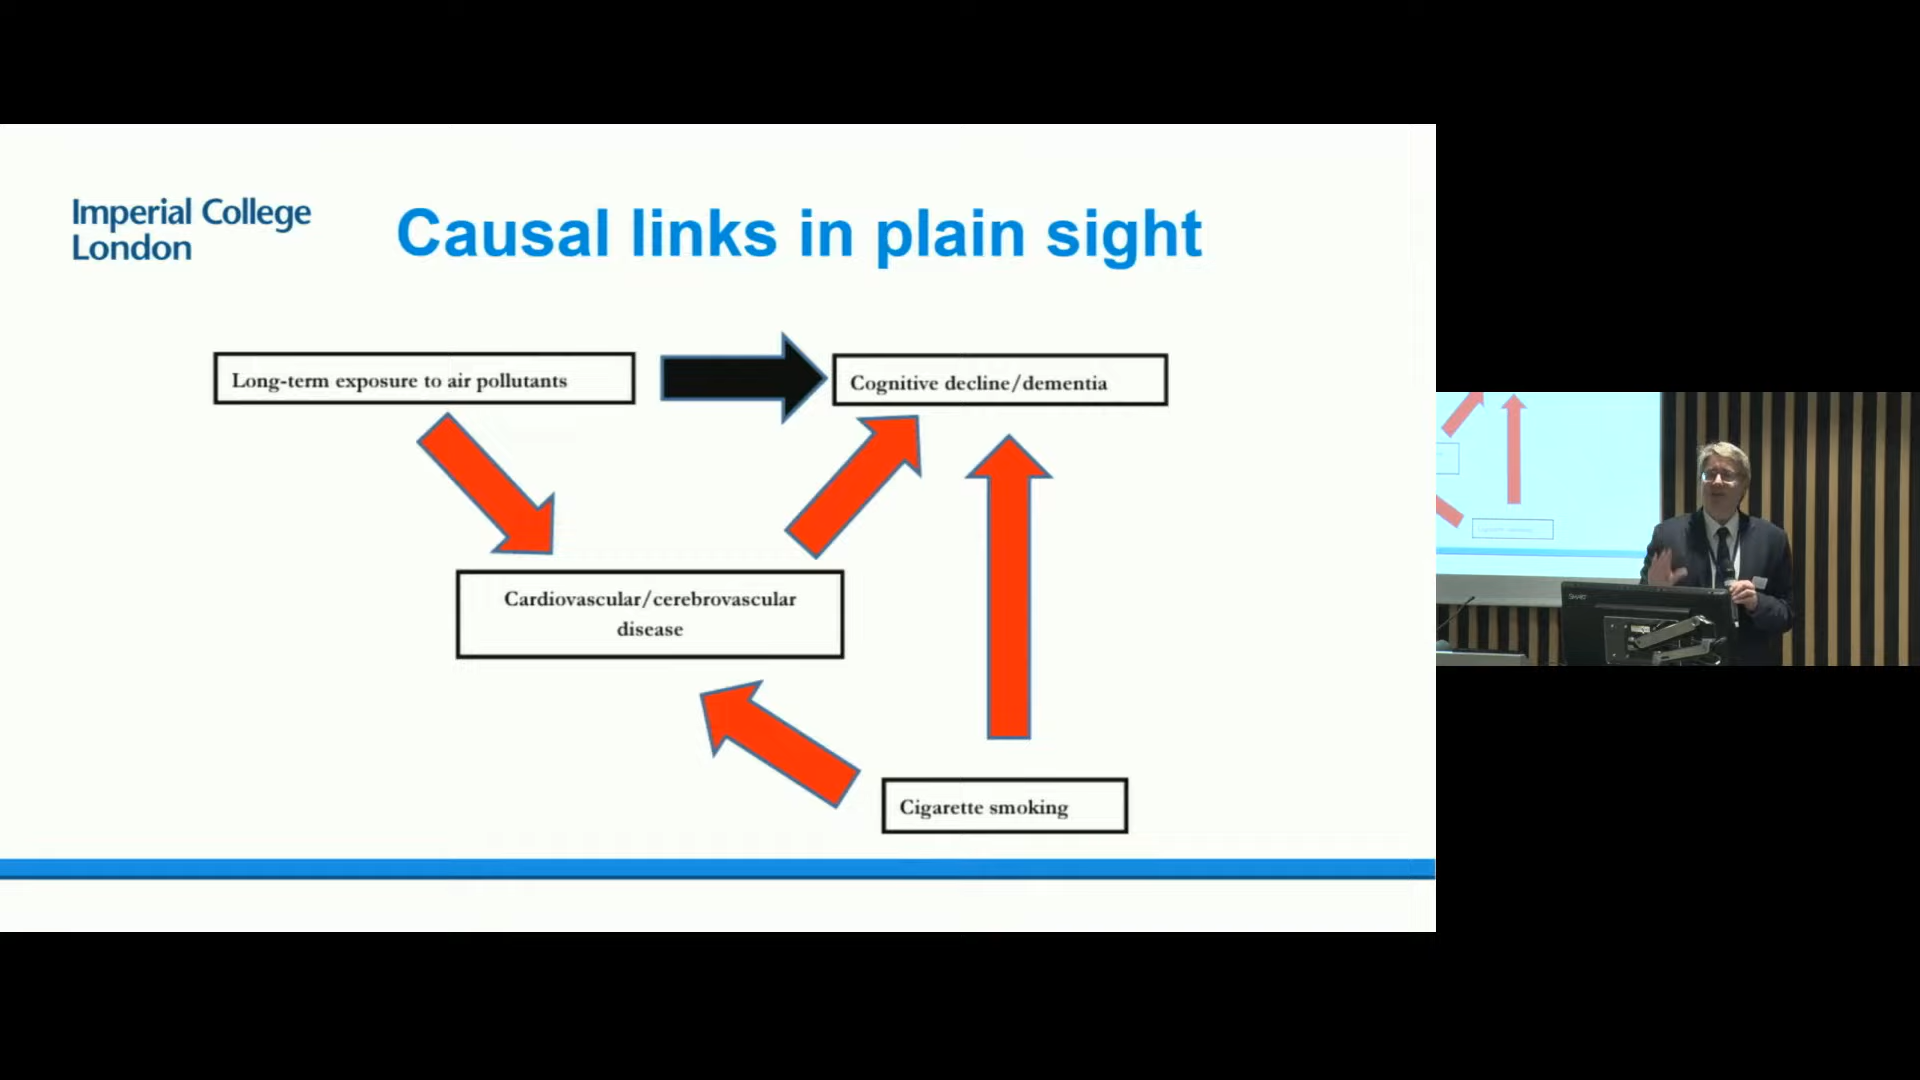 Imperial College
London
Causal links in plain sight
Long-term exposure to air pollutants
Cognitive decline/dementia
Cardiovascular/cerebrovascular
disease
Cigarette smoking
SMART